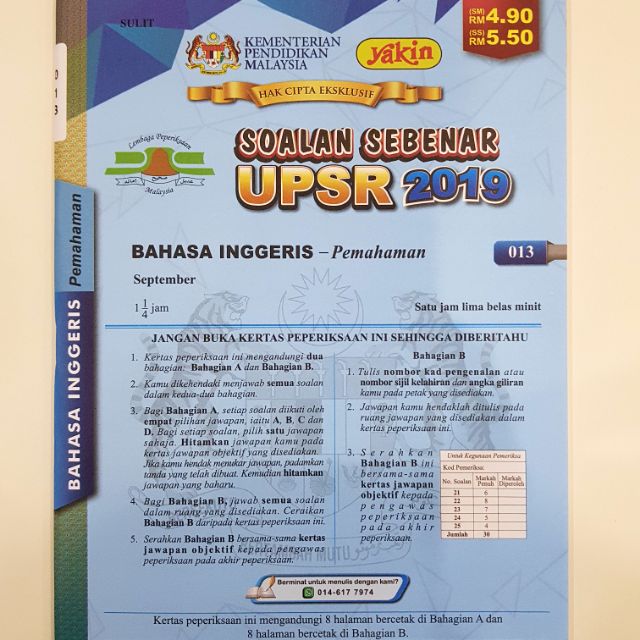 SULIT
(SM)
RM 4.90
(SS)
RM 5.50
KEMENTERIAN
PENDIDIKAN
MALAYSIA
Yakin
HAK CIPTA EKSKLUSIF
0
1
3
Lembaga Peperiksaan
Malaysia
SOALAN SEBENAR
UPSR 2019
BAHASA INGGERIS – Pemahaman
013
September
1 1/4 jam
Satu jam lima belas minit
BAHASA INGGERIS Pemahaman
JANGAN BUKA KERTAS PEPERIKSAAN INI SEHINGGA DIBERITAHU
1. Kertas peperiksaan ini mengandungi dua
bahagian: Bahagian A dan Bahagian B.
2. Kamu dikehendaki menjawab semua soalan
dalam kedua-dua bahagian.
3. Bagi Bahagian A, setiap soalan diikuti oleh
empat pilihan jawapan, iaitu A, B, C dan
D. Bagi setiap soalan, pilih satu jawapan
sahaja. Hitamkan jawapan kamu pada
kertas jawapan objektif yang disediakan.
Jika kamu hendak menukar jawapan, padamkan
tanda yang telah dibuat. Kemudian hitamkan
jawapan yang baharu.
4. Bagi Bahagian B, jawab semua soalan
dalam ruang yang disediakan. Ceraikan
Bahagian B daripada kertas peperiksaan ini.
5. Serahkan Bahagian B bersama-sama kertas
jawapan objektif kepada pengawas
peperiksaan pada akhir peperiksaan.
Bahagian B
1. Tulis nombor kad pengenalan atau
nombor sijil kelahiran dan angka giliran
kamu pada petak yang disediakan.
2. Jawapan kamu hendaklah ditulis pada
ruang jawapan yang disediakan dalam
kertas peperiksaan ini.
3. Serahkan
Bahagian B ini
bersama-sama
kertas jawapan
objektif kepada
pengawas
peperiksaan
pada akhir
peperiksaan.
Untuk Kegunaan Pemeriksa
Kod Pemeriksa:
No. Soalan Markah Penuh Markah Diperoleh
21 6
22 8
23 7
24 5
25 4
Jumlah 30
Berminat untuk menulis dengan kami?
014-617 7974
Kertas peperiksaan ini mengandungi 8 halaman bercetak di Bahagian A dan
8 halaman bercetak di Bahagian B.